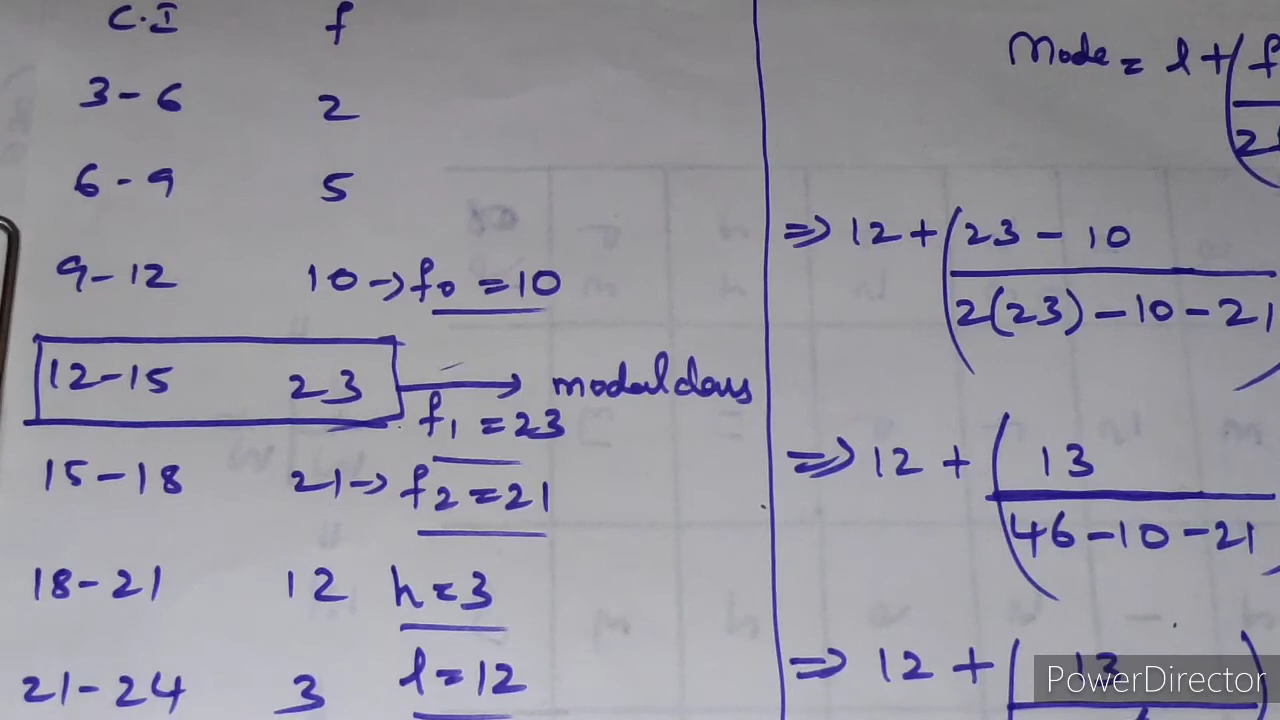 C.I f
3-6 2
6-9 5
9-12 10→f₀=10
12-15 23 → modal class
f₁=23
15-18 21→f₂=21
18-21 12 h=3
21-24 3 l=12
Mode = l+(f
2
⇒ 12+(23-10
2(23)-10-21
⇒ 12+(13
46-10-21
⇒ 12+(13)
PowerDirector